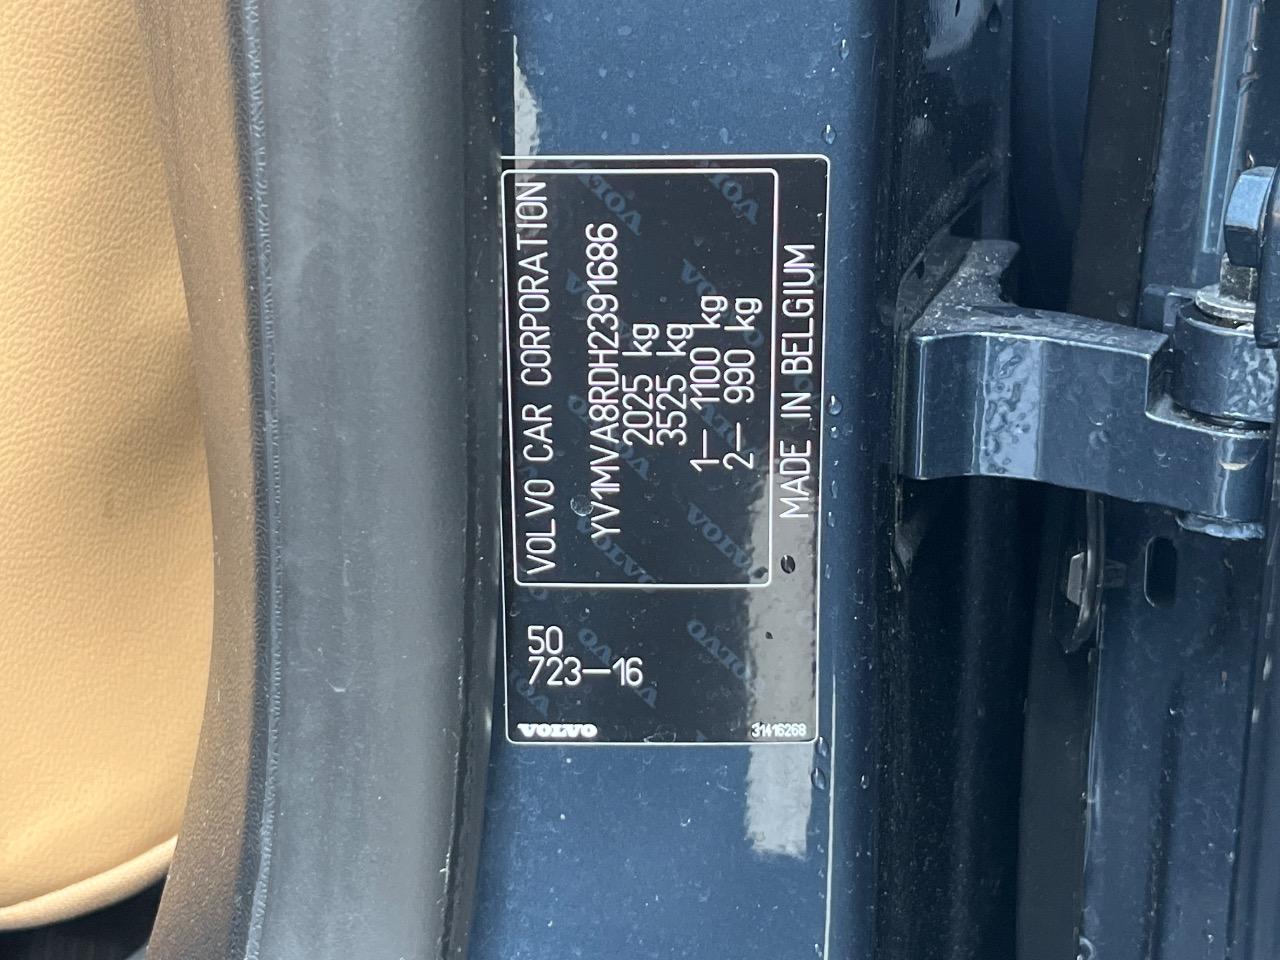 VOLVO CAR CORPORATION
YV1MVA8RDH2391686
2025 kg
3525 kg
1— 1100 kg
2— 990 kg
MADE IN BELGIUM
50
723—16
VOLVO
31416268